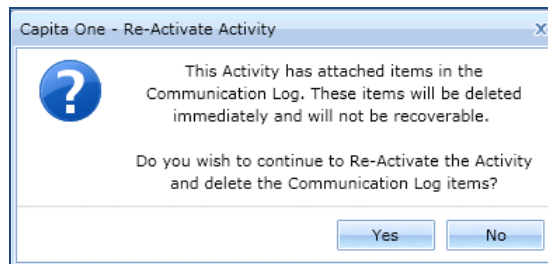 Capita One - Re-Activate Activity
This Activity has attached items in the
Communication Log. These items will be deleted
immediately and will not be recoverable.
Do you wish to continue to Re-Activate the Activity
and delete the Communication Log items?
Yes No